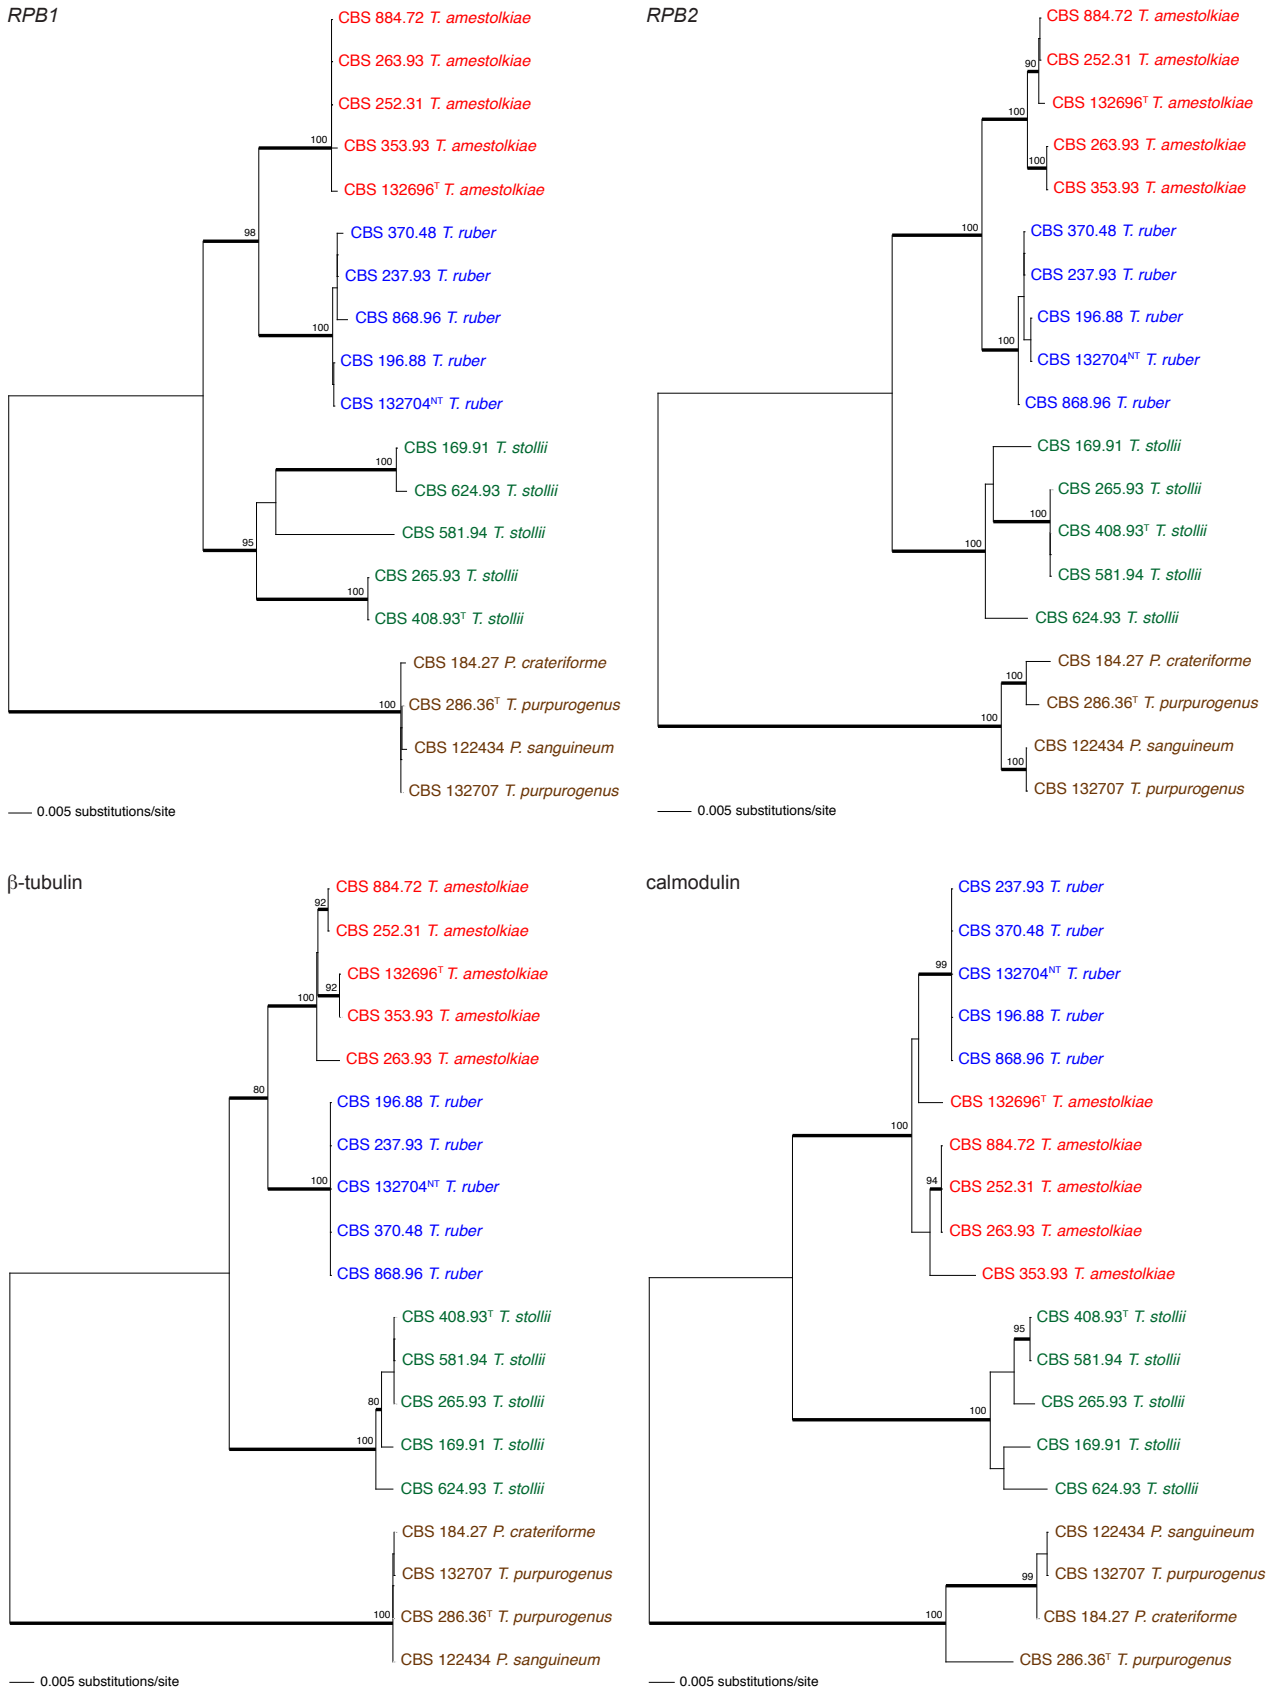 RPB1
CBS 884.72 T. amestolkiae
CBS 263.93 T. amestolkiae
CBS 252.31 T. amestolkiae
100
CBS 353.93 T. amestolkiae
CBS 132696ᵀ T. amestolkiae
CBS 370.48 T. ruber
98
CBS 237.93 T. ruber
CBS 868.96 T. ruber
100
CBS 196.88 T. ruber
CBS 132704ᴺᵀ T. ruber
CBS 169.91 T. stollii
100
CBS 624.93 T. stollii
CBS 581.94 T. stollii
95
CBS 265.93 T. stollii
100
CBS 408.93ᵀ T. stollii
CBS 184.27 P. crateriforme
100
CBS 286.36ᵀ T. purpurogenus
CBS 122434 P. sanguineum
CBS 132707 T. purpurogenus
0.005 substitutions/site
RPB2
CBS 884.72 T. amestolkiae
90
CBS 252.31 T. amestolkiae
CBS 132696ᵀ T. amestolkiae
100
CBS 263.93 T. amestolkiae
100
CBS 353.93 T. amestolkiae
100
CBS 370.48 T. ruber
CBS 237.93 T. ruber
CBS 196.88 T. ruber
100
CBS 132704ᴺᵀ T. ruber
CBS 868.96 T. ruber
CBS 169.91 T. stollii
CBS 265.93 T. stollii
100
CBS 408.93ᵀ T. stollii
100
CBS 581.94 T. stollii
CBS 624.93 T. stollii
CBS 184.27 P. crateriforme
100
CBS 286.36ᵀ T. purpurogenus
100
CBS 122434 P. sanguineum
100
CBS 132707 T. purpurogenus
0.005 substitutions/site
β-tubulin
CBS 884.72 T. amestolkiae
92
CBS 252.31 T. amestolkiae
CBS 132696ᵀ T. amestolkiae
92
100
CBS 353.93 T. amestolkiae
CBS 263.93 T. amestolkiae
80
CBS 196.88 T. ruber
CBS 237.93 T. ruber
100
CBS 132704ᴺᵀ T. ruber
CBS 370.48 T. ruber
CBS 868.96 T. ruber
CBS 408.93ᵀ T. stollii
CBS 581.94 T. stollii
80
CBS 265.93 T. stollii
100
CBS 169.91 T. stollii
CBS 624.93 T. stollii
CBS 184.27 P. crateriforme
CBS 132707 T. purpurogenus
100
CBS 286.36ᵀ T. purpurogenus
CBS 122434 P. sanguineum
0.005 substitutions/site
calmodulin
CBS 237.93 T. ruber
CBS 370.48 T. ruber
99
CBS 132704ᴺᵀ T. ruber
CBS 196.88 T. ruber
CBS 868.96 T. ruber
CBS 132696ᵀ T. amestolkiae
100
CBS 884.72 T. amestolkiae
94
CBS 252.31 T. amestolkiae
CBS 263.93 T. amestolkiae
CBS 353.93 T. amestolkiae
CBS 408.93ᵀ T. stollii
95
CBS 581.94 T. stollii
CBS 265.93 T. stollii
100
CBS 169.91 T. stollii
CBS 624.93 T. stollii
CBS 122434 P. sanguineum
CBS 132707 T. purpurogenus
99
CBS 184.27 P. crateriforme
100
CBS 286.36ᵀ T. purpurogenus
0.005 substitutions/site